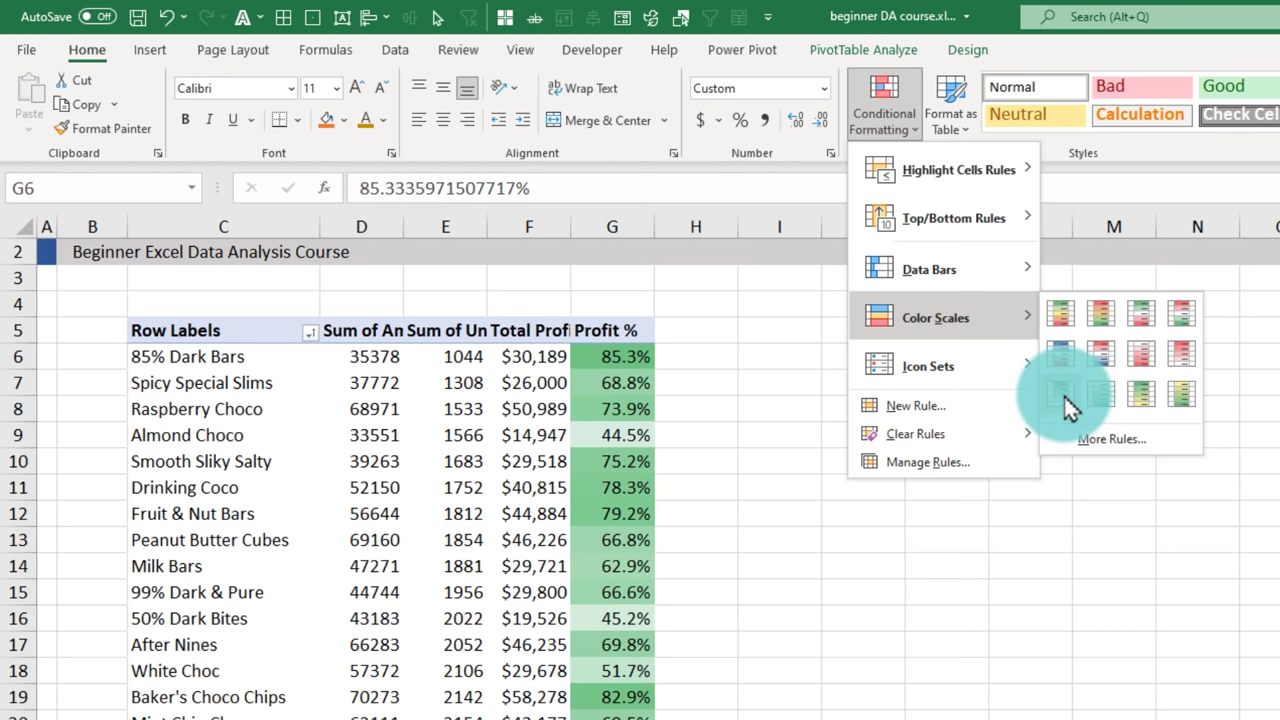 AutoSave Off beginner DA course.xl... Search (Alt+Q)
File Home Insert Page Layout Formulas Data Review View Developer Help Power Pivot PivotTable Analyze Design
Paste Cut Copy Format Painter
Calibri 11
B I U
Wrap Text
Merge & Center
Custom
$ %
Conditional Formatting
Format as Table
Normal Bad Good
Neutral Calculation Check Cel
Clipboard Font Alignment Number Styles
G6 fx 85.3335971507717%
A B C D E F G H I M N
2 Beginner Excel Data Analysis Course
3
4
5 Row Labels Sum of An Sum of Un Total Profi Profit %
6 85% Dark Bars 35378 1044 $30,189 85.3%
7 Spicy Special Slims 37772 1308 $26,000 68.8%
8 Raspberry Choco 68971 1533 $50,989 73.9%
9 Almond Choco 33551 1566 $14,947 44.5%
10 Smooth Sliky Salty 39263 1683 $29,518 75.2%
11 Drinking Coco 52150 1752 $40,815 78.3%
12 Fruit & Nut Bars 56644 1812 $44,884 79.2%
13 Peanut Butter Cubes 69160 1854 $46,226 66.8%
14 Milk Bars 47271 1881 $29,721 62.9%
15 99% Dark & Pure 44744 1956 $29,800 66.6%
16 50% Dark Bites 43183 2022 $19,526 45.2%
17 After Nines 66283 2052 $46,235 69.8%
18 White Choc 57372 2106 $29,678 51.7%
19 Baker's Choco Chips 70273 2142 $58,278 82.9%
Highlight Cells Rules
Top/Bottom Rules
Data Bars
Color Scales
Icon Sets
New Rule...
Clear Rules
Manage Rules...
More Rules...